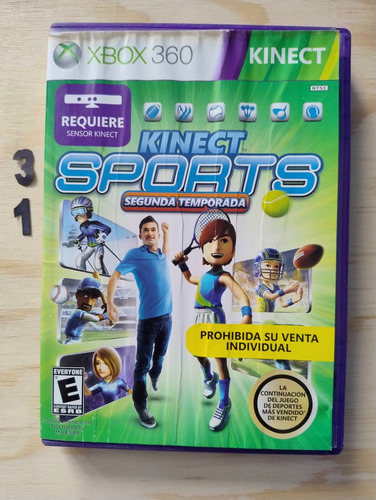 XBOX 360
KINECT
NTSC
REQUIERE
SENSOR KINECT
KINECT
SPORTS
SEGUNDA TEMPORADA
3
1
PROHIBIDA SU VENTA
INDIVIDUAL
EVERYONE
E
ESRB
LA
CONTINUACIÓN
DEL JUEGO
DE DEPORTES
MÁS VENDIDO
DE KINECT